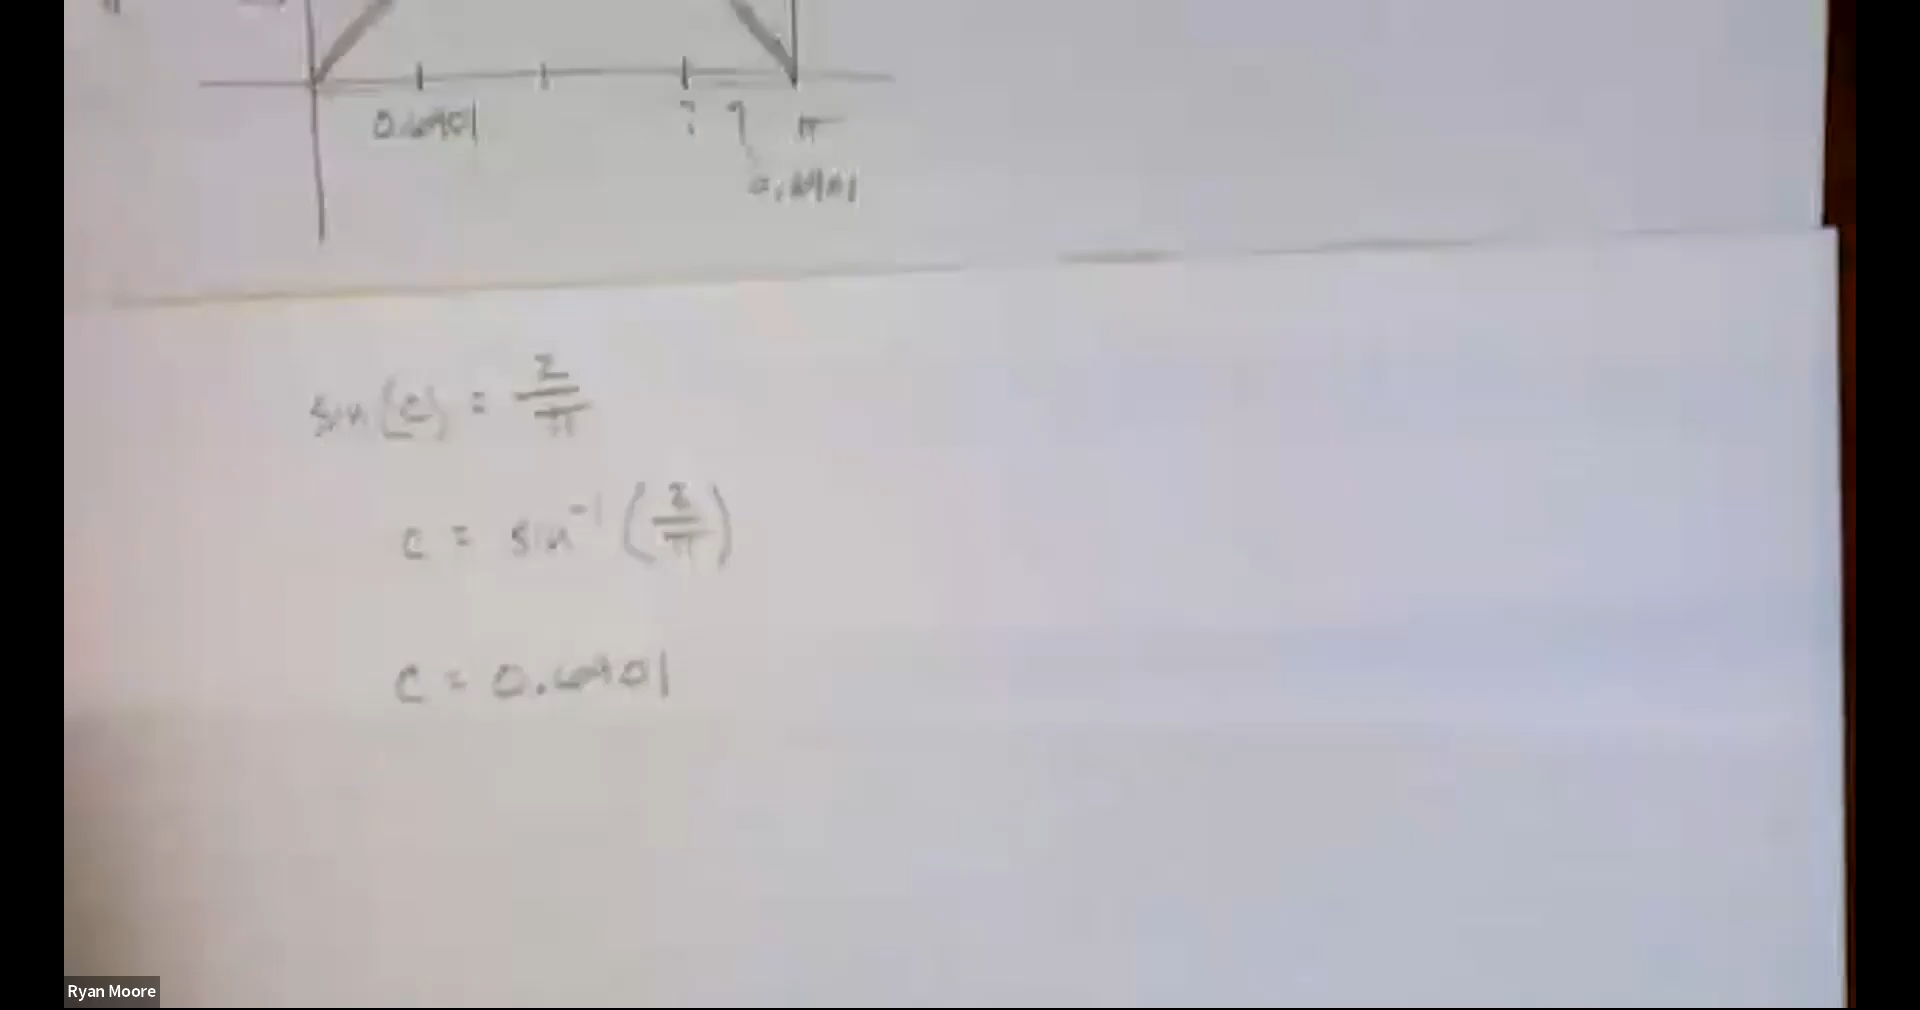 0.6901
? ? π
0.6901
sin(c) = 2/π
c = sin⁻¹(2/π)
c = 0.6901
Ryan Moore